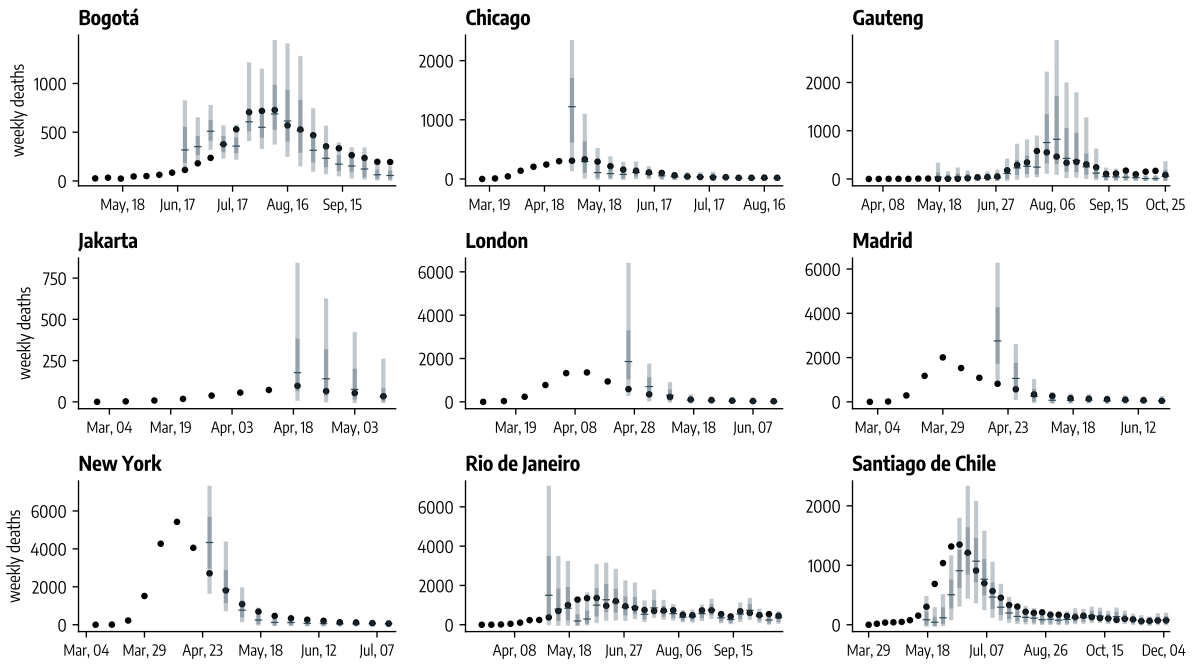 Bogotá Chicago Gauteng
weekly deaths
1000
500
0
May, 18 Jun, 17 Jul, 17 Aug, 16 Sep, 15
2000
1000
0
Mar, 19 Apr, 18 May, 18 Jun, 17 Jul, 17 Aug, 16
2000
1000
0
Apr, 08 May, 18 Jun, 27 Aug, 06 Sep, 15 Oct, 25
Jakarta London Madrid
weekly deaths
750
500
250
0
Mar, 04 Mar, 19 Apr, 03 Apr, 18 May, 03
6000
4000
2000
0
Mar, 19 Apr, 08 Apr, 28 May, 18 Jun, 07
6000
4000
2000
0
Mar, 04 Mar, 29 Apr, 23 May, 18 Jun, 12
New York Rio de Janeiro Santiago de Chile
weekly deaths
6000
4000
2000
0
Mar, 04 Mar, 29 Apr, 23 May, 18 Jun, 12 Jul, 07
6000
4000
2000
0
Apr, 08 May, 18 Jun, 27 Aug, 06 Sep, 15
2000
1000
0
Mar, 29 May, 18 Jul, 07 Aug, 26 Oct, 15 Dec, 04